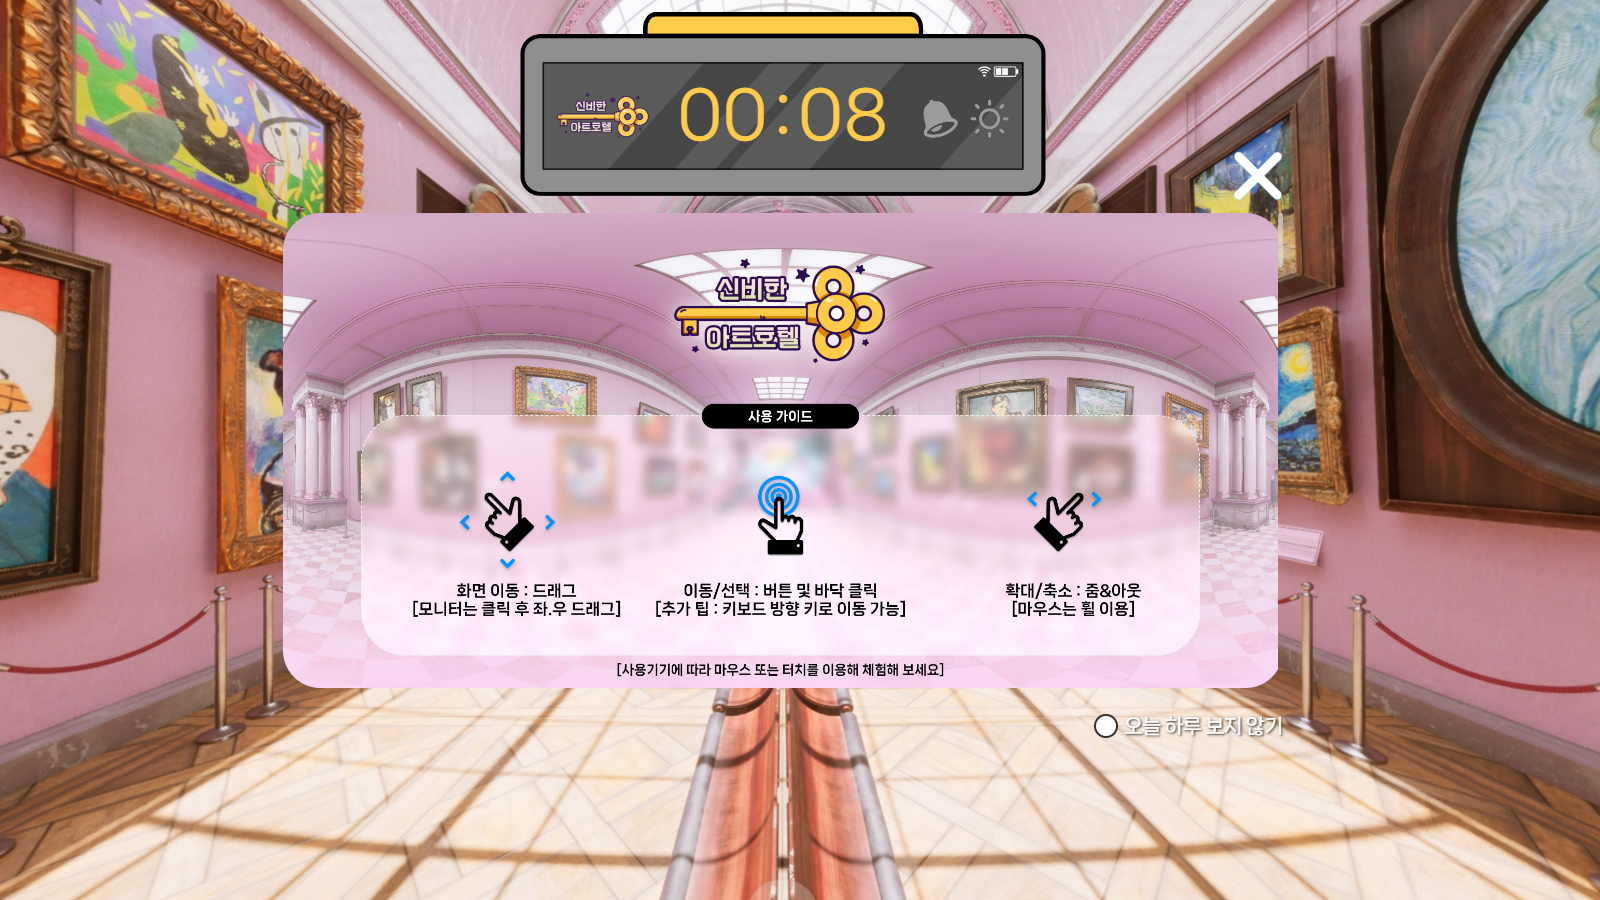 신비한
아트호텔
00:08
신비한
아트호텔
사용 가이드
화면 이동 : 드래그
[모니터는 클릭 후 좌.우 드래그]
이동/선택 : 버튼 및 바닥 클릭
[추가 팁 : 키보드 방향 키로 이동 가능]
확대/축소 : 줌&아웃
[마우스는 휠 이용]
[사용기기에 따라 마우스 또는 터치를 이용해 체험해 보세요]
오늘 하루 보지 않기